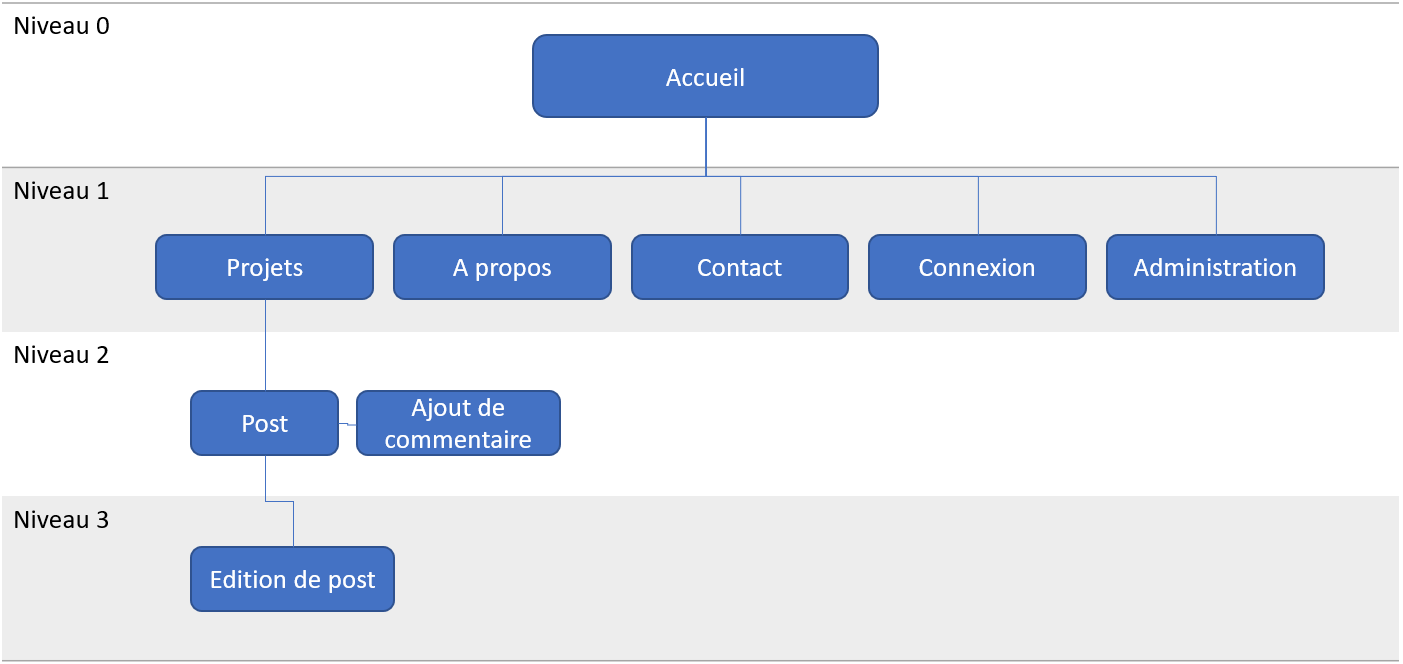 Niveau 0
Accueil
Niveau 1
Projets
A propos
Contact
Connexion
Administration
Niveau 2
Post
Ajout de
commentaire
Niveau 3
Edition de post